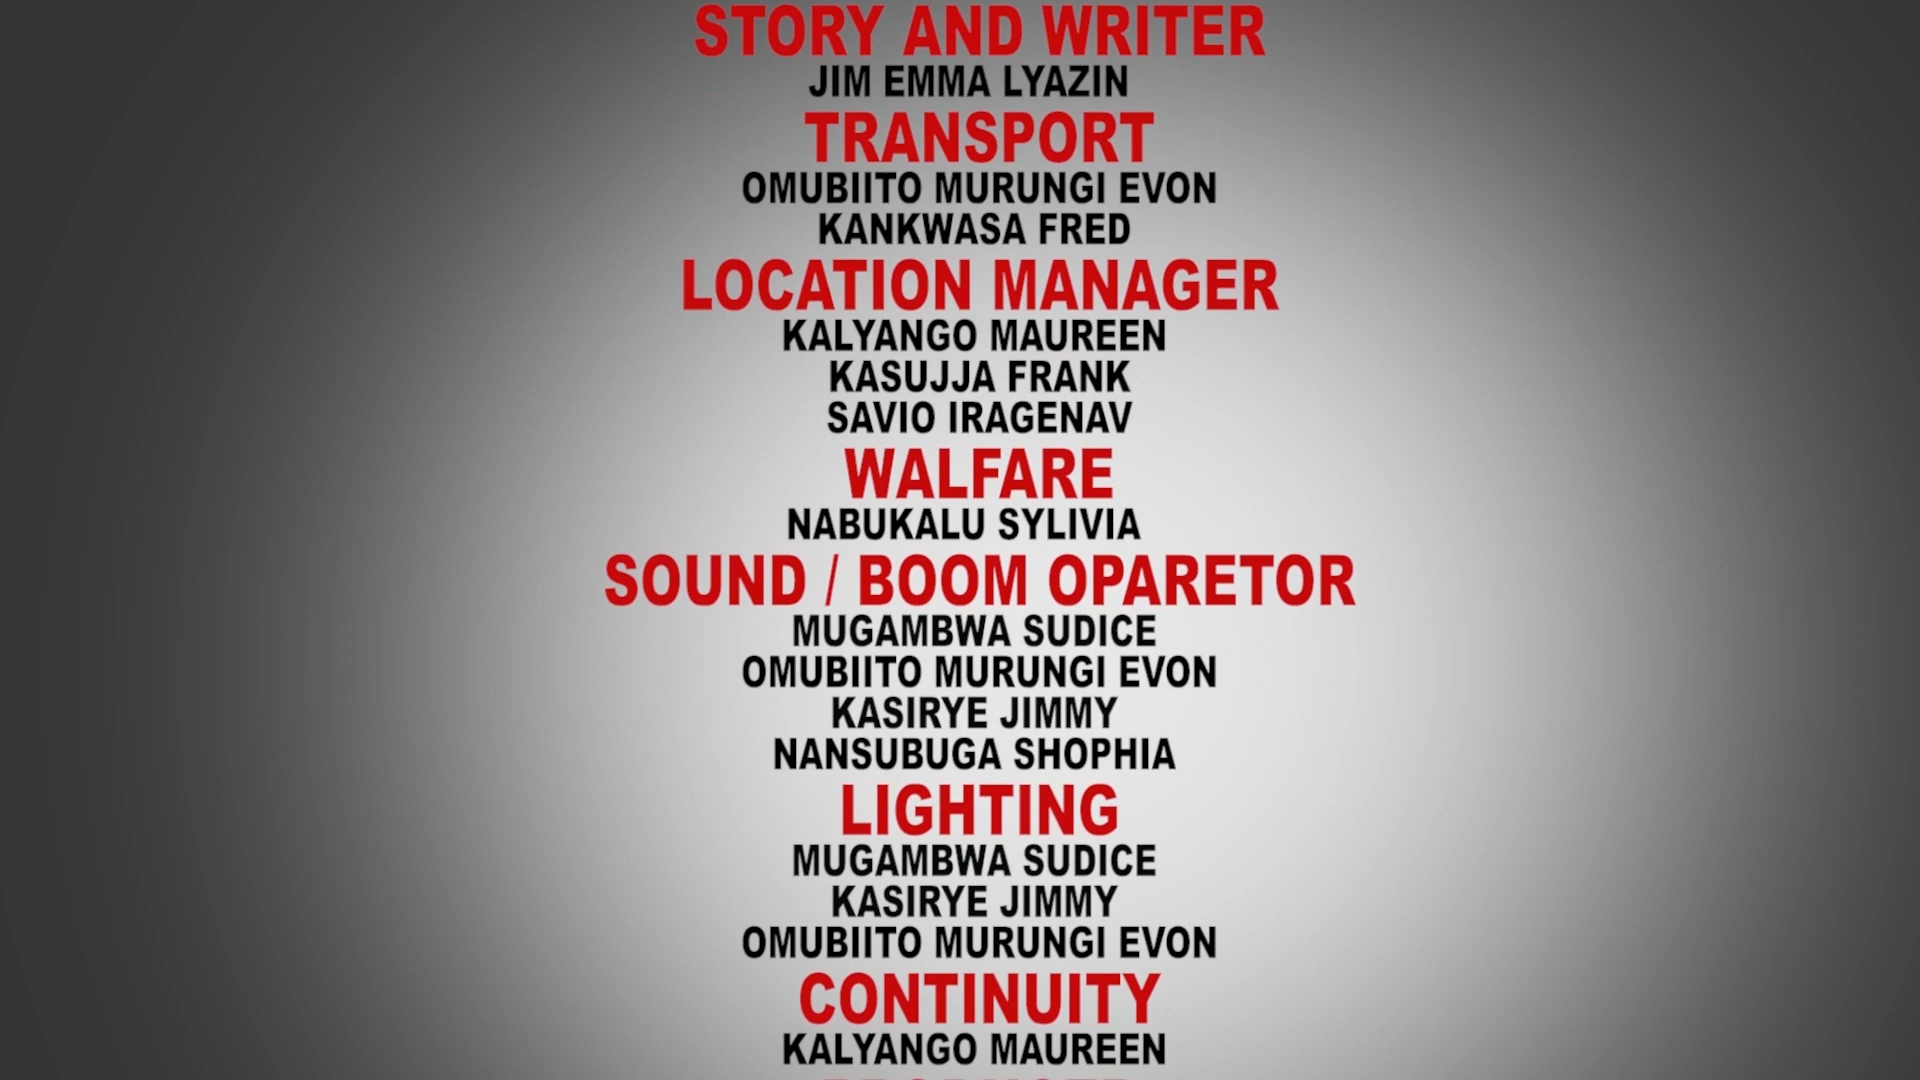 STORY AND WRITER
JIM EMMA LYAZIN
TRANSPORT
OMUBIITO MURUNGI EVON
KANKWASA FRED
LOCATION MANAGER
KALYANGO MAUREEN
KASUJJA FRANK
SAVIO IRAGENAV
WALFARE
NABUKALU SYLIVIA
SOUND / BOOM OPARETOR
MUGAMBWA SUDICE
OMUBIITO MURUNGI EVON
KASIRYE JIMMY
NANSUBUGA SHOPHIA
LIGHTING
MUGAMBWA SUDICE
KASIRYE JIMMY
OMUBIITO MURUNGI EVON
CONTINUITY
KALYANGO MAUREEN